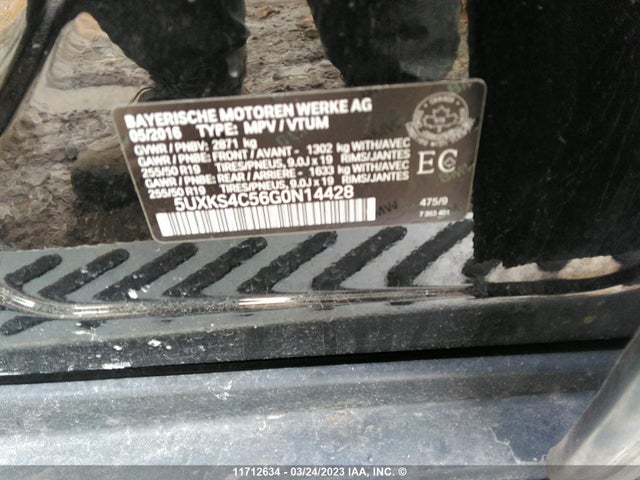 BAYERISCHE MOTOREN WERKE AG
05/2016 TYPE: MPV / VTUM
GVWR / PNBV: 2871 kg
GAWR / PNBE: FRONT / AVANT - 1302 kg WITH/AVEC
255/50 R19 TIRES/PNEUS, 9.0J x 19 RIMS/JANTES
GAWR / PNBE: REAR / ARRIERE - 1633 kg WITH/AVEC
255/50 R19 TIRES/PNEUS, 9.0J x 19 RIMS/JANTES
5UXKS4C56G0N14428
EC
475/9
7 363 401
11712634 - 03/24/2023 IAA, INC. ©